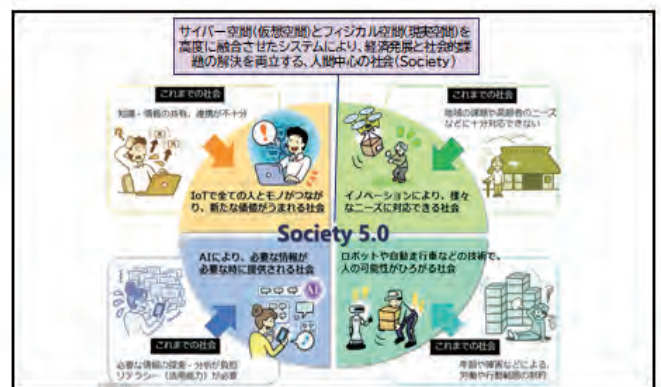 サイバー空間(仮想空間)とフィジカル空間(現実空間)を
高度に融合させたシステムにより、経済発展と社会的課
題の解決を両立する、人間中心の社会(Society)
これまでの社会
知識・情報の共有、連携が不十分
IoTで全ての人とモノがつなが
り、新たな価値がうまれる社会
これまでの社会
地域の課題や高齢者のニーズ
などに十分対応できない
イノベーションにより、様々
なニーズに対応できる社会
Society 5.0
AIにより、必要な情報が
必要な時に提供される社会
AI
これまでの社会
必要な情報の探索・分析が負担
リテラシー(活用能力)が必要
ロボットや自動走行車などの技術で、
人の可能性がひろがる社会
これまでの社会
年齢や障害などによる、
労働や行動範囲の制約